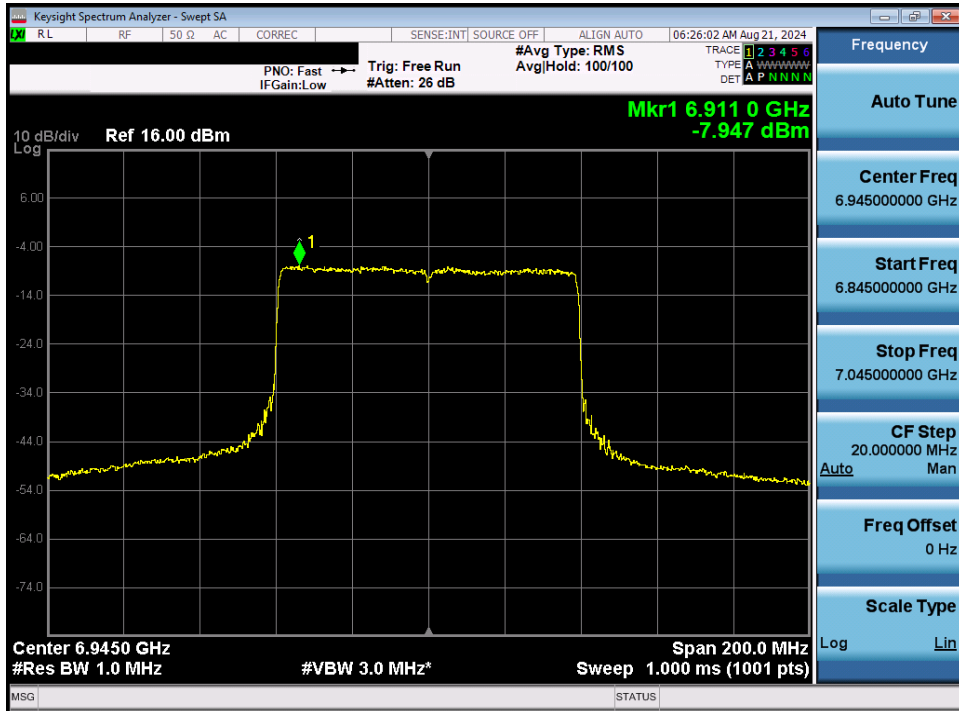 Keysight Spectrum Analyzer - Swept SA
LXI RL RF 50 Ω AC CORREC SENSE:INT SOURCE OFF ALIGN AUTO 06:26:02 AM Aug 21, 2024
PNO: Fast
IFGain:Low
Trig: Free Run
#Atten: 26 dB
#Avg Type: RMS
Avg|Hold: 100/100
TRACE 1 2 3 4 5 6
TYPE A WWWWW
DET A P N N N N
Mkr1 6.911 0 GHz
-7.947 dBm
10 dB/div Ref 16.00 dBm
Log
6.00
-4.00
-14.0
-24.0
-34.0
-44.0
-54.0
-64.0
-74.0
1
Center 6.9450 GHz
Span 200.0 MHz
#Res BW 1.0 MHz
#VBW 3.0 MHz*
Sweep 1.000 ms (1001 pts)
MSG
STATUS
Frequency
Auto Tune
Center Freq
6.945000000 GHz
Start Freq
6.845000000 GHz
Stop Freq
7.045000000 GHz
CF Step
20.000000 MHz
Auto Man
Freq Offset
0 Hz
Scale Type
Log Lin